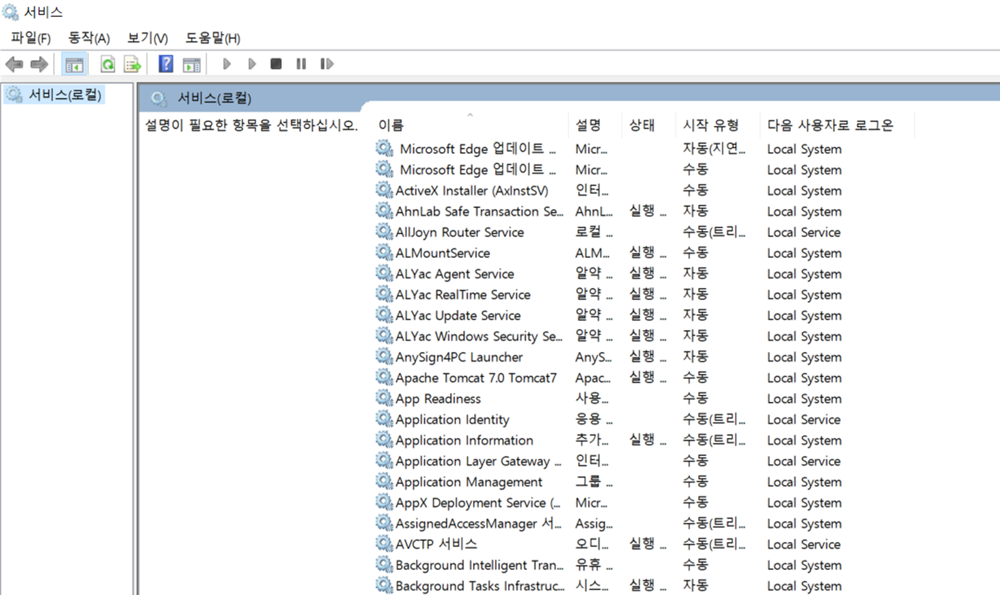 서비스
파일(F) 동작(A) 보기(V) 도움말(H)
서비스(로컬)
서비스(로컬)
설명이 필요한 항목을 선택하십시오.
이름 설명 상태 시작 유형 다음 사용자로 로그온
Microsoft Edge 업데이트 ... Micr... 자동(지연... Local System
Microsoft Edge 업데이트 ... Micr... 수동 Local System
ActiveX Installer (AxInstSV) 인터... 수동 Local System
AhnLab Safe Transaction Se... AhnL... 실행 ... 자동 Local System
AllJoyn Router Service 로컬 ... 수동(트리... Local Service
ALMountService ALM... 실행 ... 수동 Local System
ALYac Agent Service 알약 ... 실행 ... 자동 Local System
ALYac RealTime Service 알약 ... 실행 ... 자동 Local System
ALYac Update Service 알약 ... 실행 ... 자동 Local System
ALYac Windows Security Se... 알약 ... 실행 ... 자동 Local System
AnySign4PC Launcher AnyS... 실행 ... 자동 Local System
Apache Tomcat 7.0 Tomcat7 Apac... 실행 ... 수동 Local System
App Readiness 사용... 수동 Local System
Application Identity 응용 ... 수동(트리... Local Service
Application Information 추가... 실행 ... 수동(트리... Local System
Application Layer Gateway ... 인터... 수동 Local Service
Application Management 그룹 ... 수동 Local System
AppX Deployment Service (... Micr... 수동 Local System
AssignedAccessManager 서... Assig... 수동(트리... Local System
AVCTP 서비스 오디... 실행 ... 수동(트리... Local Service
Background Intelligent Tran... 유휴 ... 수동 Local System
Background Tasks Infrastruc... 시스... 실행 ... 자동 Local System